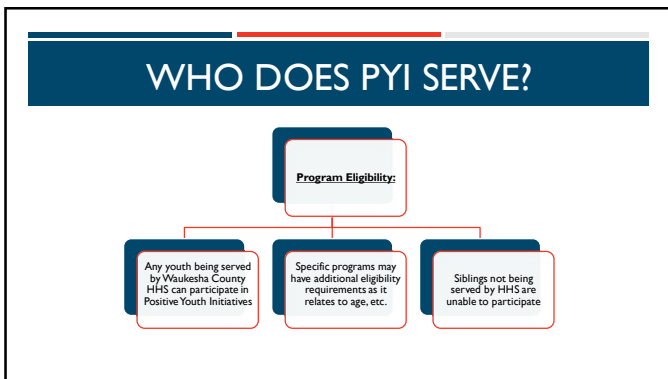 WHO DOES PYI SERVE?
Program Eligibility:
Any youth being served
by Waukesha County
HHS can participate in
Positive Youth Initiatives
Specific programs may
have additional eligibility
requirements as it
relates to age, etc.
Siblings not being
served by HHS are
unable to participate